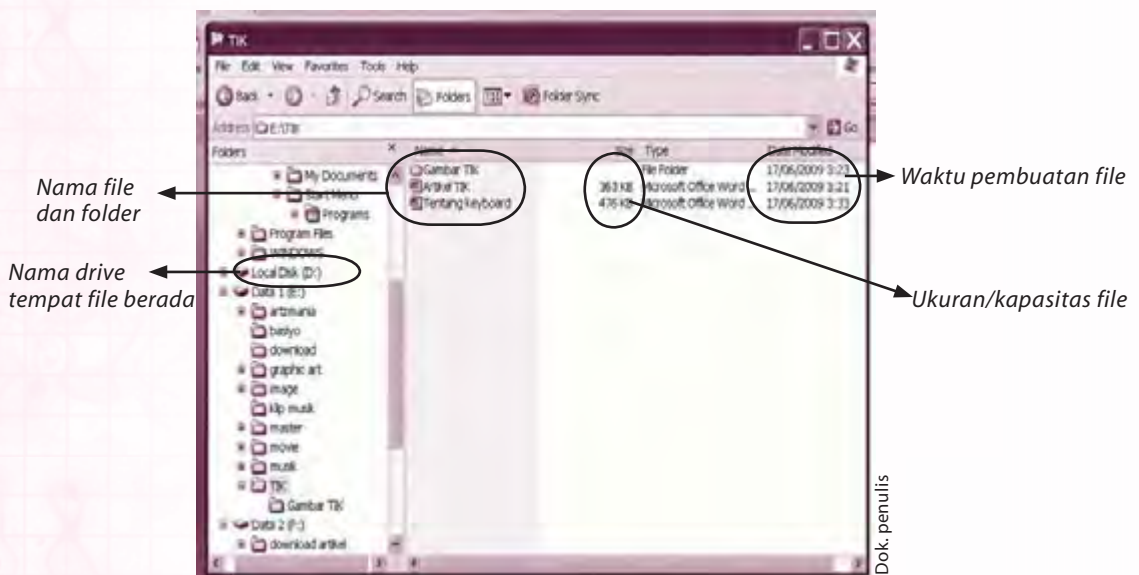 TIK
File Edit View Favorites Tools Help
Back Search Folders Folder Sync
Address E:\TIK Go
Folders × Name Size Type Date Modified
My Documents
Start Menu
Programs
Program Files
WINDOWS
Local Disk (D:)
Data 1 (E:)
artmania
basiyo
download
graphic art
image
klip musik
master
movie
musik
TIK
Gambar TIK
Data 2 (F:)
download artikel
Gambar TIK File Folder 17/06/2009 3:23
Artikel TIK 363 KB Microsoft Office Word ... 17/06/2009 3:21
Tentang Keyboard 476 KB Microsoft Office Word ... 17/06/2009 3:33
Nama file
dan folder
Nama drive
tempat file berada
Waktu pembuatan file
Ukuran/kapasitas file
Dok. penulis